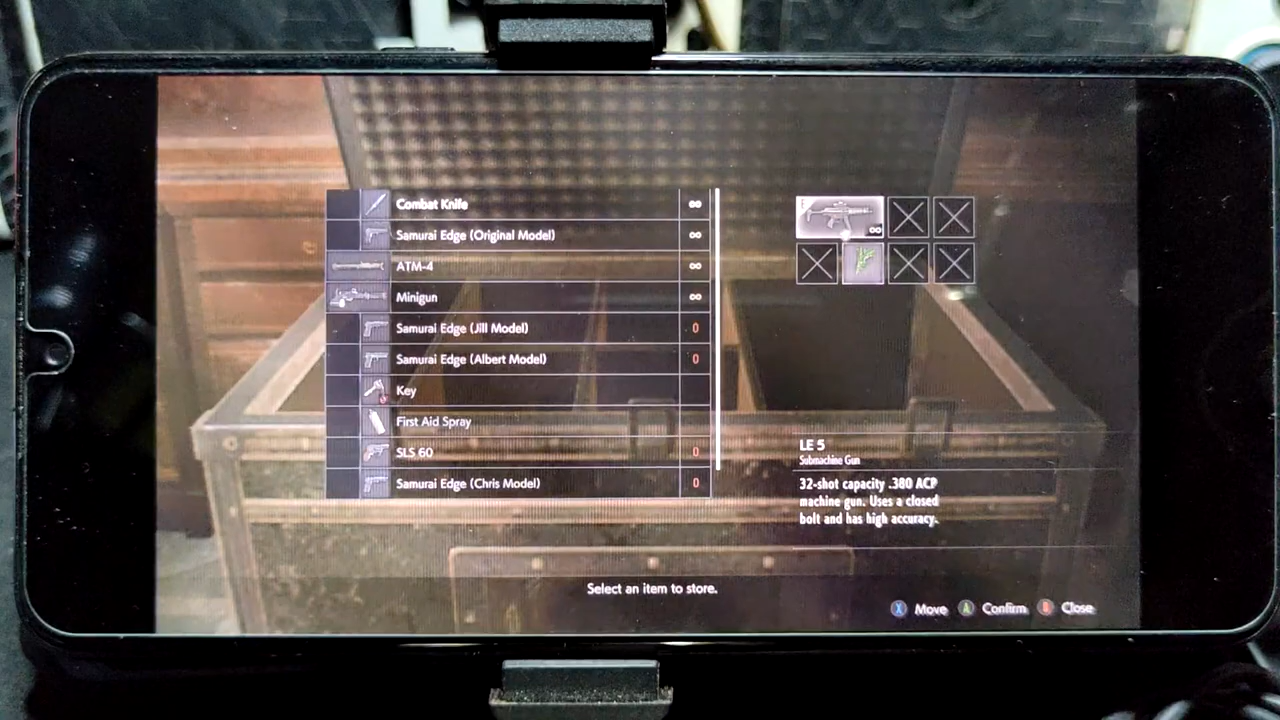 Combat Knife ∞
Samurai Edge (Original Model) ∞
ATM-4 ∞
Minigun ∞
Samurai Edge (Jill Model) 0
Samurai Edge (Albert Model) 0
Key
First Aid Spray
SLS 60 0
Samurai Edge (Chris Model) 0
E
∞
LE 5
Submachine Gun
32-shot capacity .380 ACP
machine gun. Uses a closed
bolt and has high accuracy.
Select an item to store.
X Move A Confirm B Close